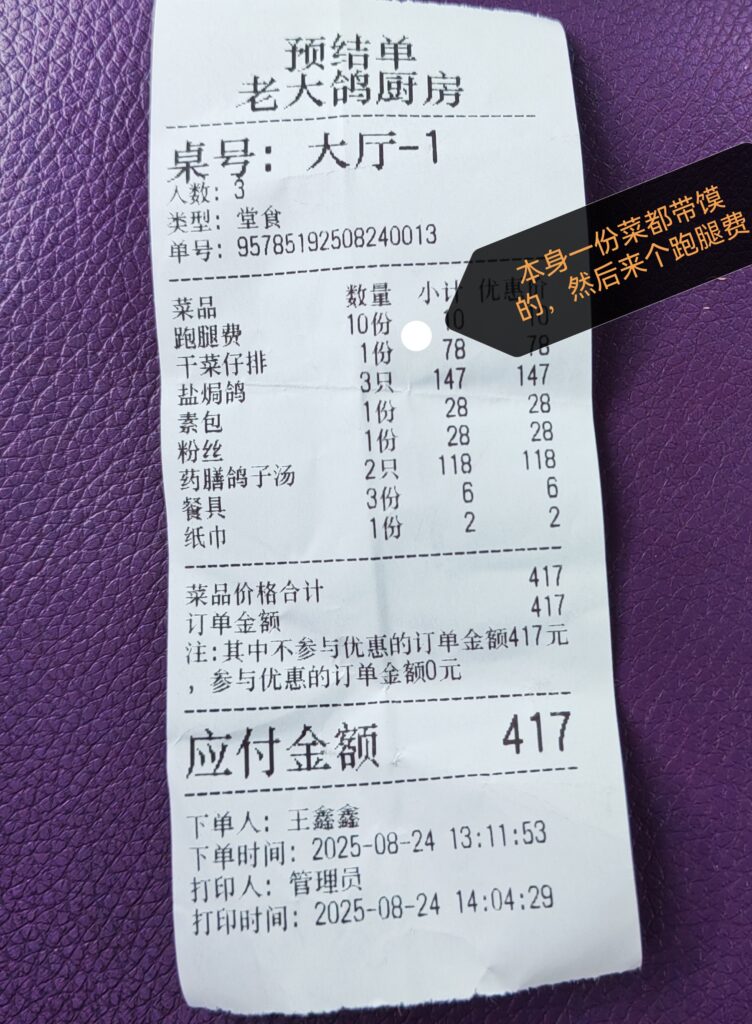 预结单
老大鸽厨房
桌号: 大厅-1
人数: 3
类型: 堂食
单号: 95785192508240013
菜品 数量 小计 优惠价
跑腿费 10份 10 10
干菜仔排 1份 78 78
盐焗鸽 3只 147 147
素包 1份 28 28
粉丝 1份 28 28
药膳鸽子汤 2只 118 118
餐具 3份 6 6
纸巾 1份 2 2
菜品价格合计 417
订单金额 417
注:其中不参与优惠的订单金额417元
，参与优惠的订单金额0元
应付金额 417
下单人: 王鑫鑫
下单时间: 2025-08-24 13:11:53
打印人: 管理员
打印时间: 2025-08-24 14:04:29
本身一份菜都带馍
的，然后来个跑腿费